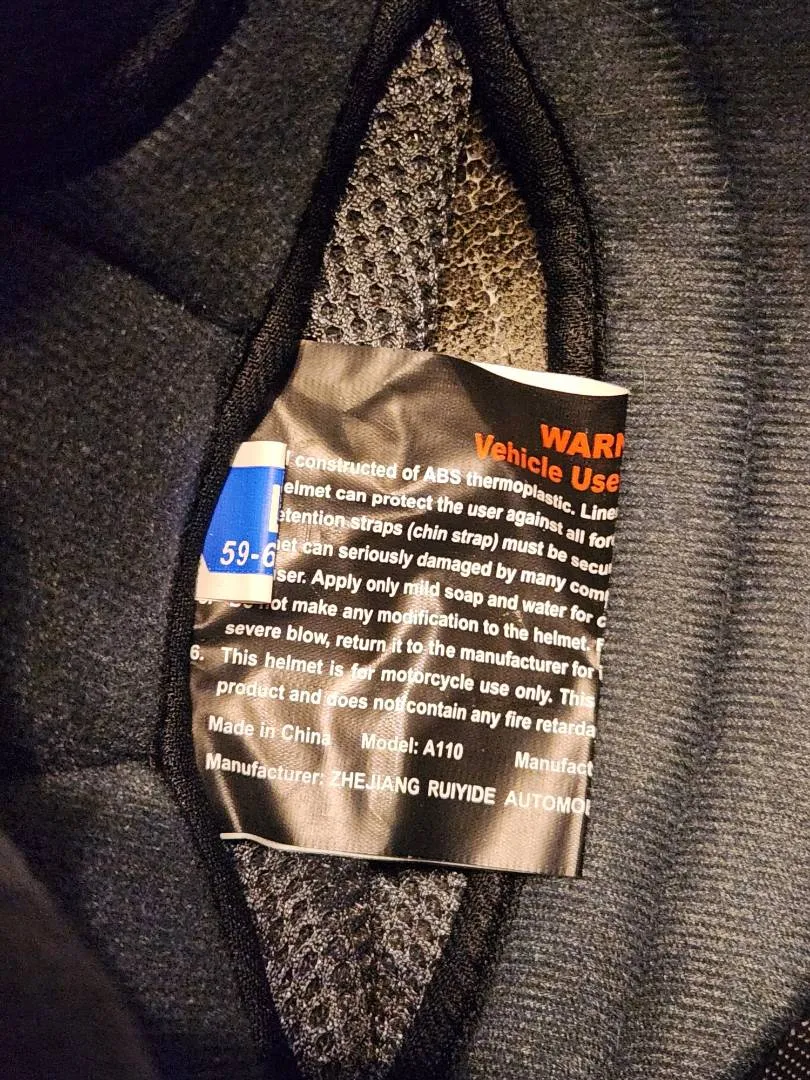 WARN
Vehicle Use
constructed of ABS thermoplastic. Line
elmet can protect the user against all for
etention straps (chin strap) must be secu
et can seriously damaged by many com
ser. Apply only mild soap and water for c
not make any modification to the helmet.
severe blow, return it to the manufacturer for
6. This helmet is for motorcycle use only. This
product and does not contain any fire retarda
Made in China Model: A110 Manufact
Manufacturer: ZHEJIANG RUIYIDE AUTOMO
59-6